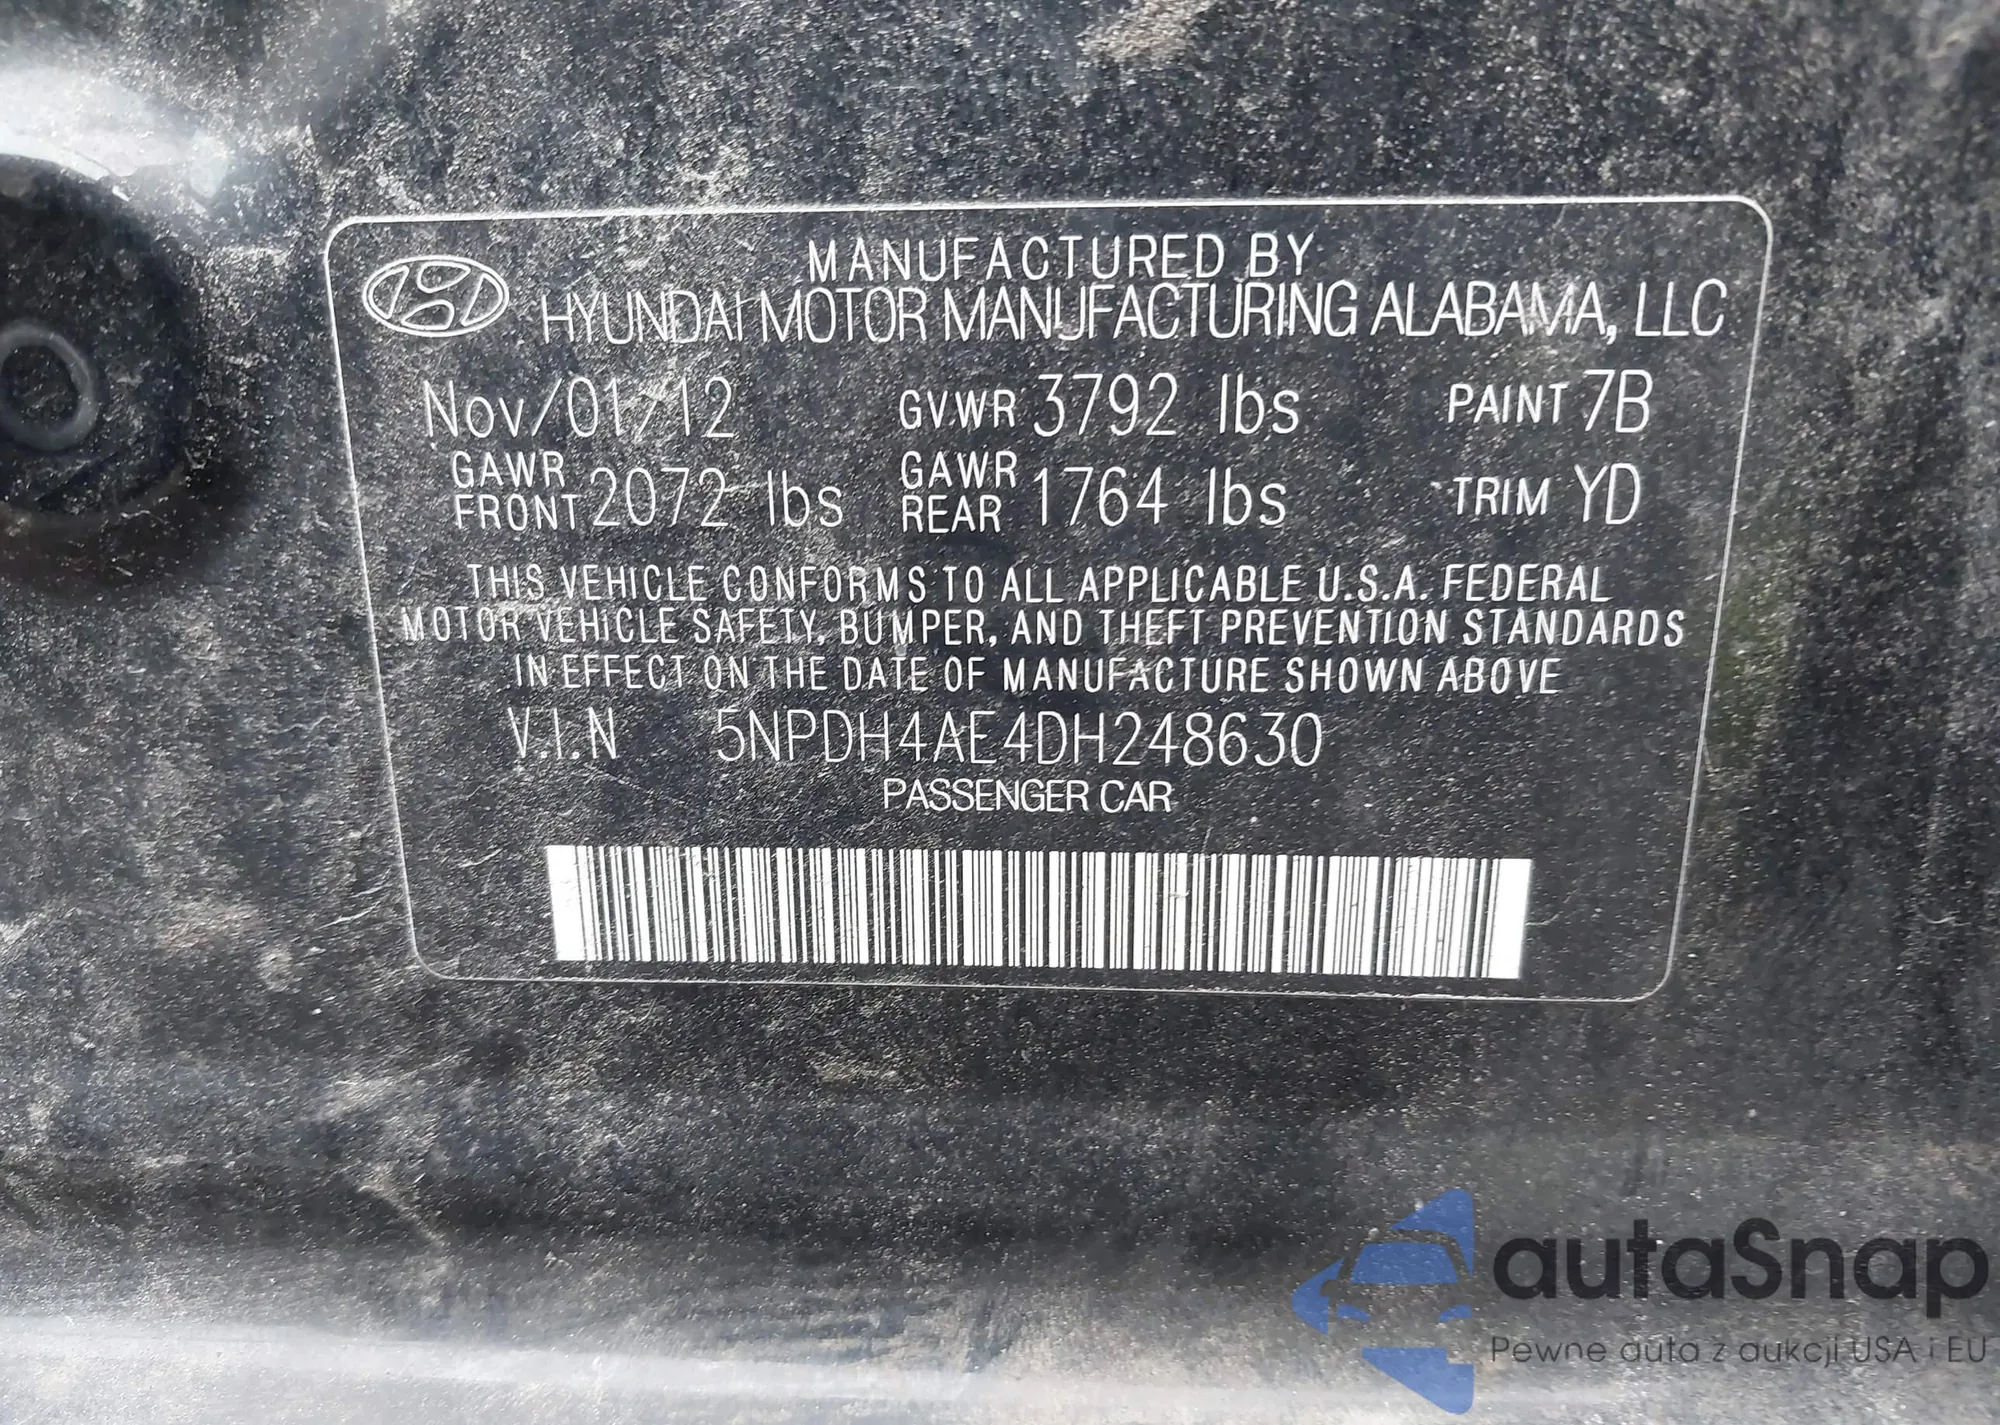 MANUFACTURED BY
HYUNDAI MOTOR MANUFACTURING ALABAMA, LLC
Nov/01/12 GVWR 3792 lbs PAINT 7B
GAWR FRONT 2072 lbs GAWR REAR 1764 lbs TRIM YD
THIS VEHICLE CONFORMS TO ALL APPLICABLE U.S.A. FEDERAL
MOTOR VEHICLE SAFETY, BUMPER, AND THEFT PREVENTION STANDARDS
IN EFFECT ON THE DATE OF MANUFACTURE SHOWN ABOVE
V.I.N 5NPDH4AE4DH248630
PASSENGER CAR
autaSnap
Pewne auta z aukcji USA i EU